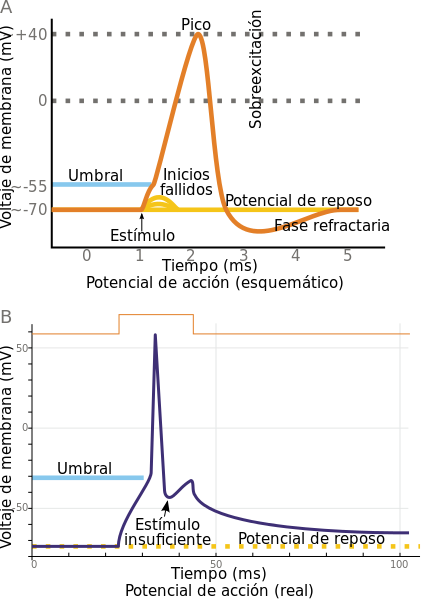 A
Voltaje de membrana (mV)
+40
0
~-55
~-70
Pico
Sobreexcitación
Umbral
Inicios
fallidos
Potencial de reposo
Fase refractaria
Estímulo
0 1 2 3 4 5
Tiempo (ms)
Potencial de acción (esquemático)
B
Voltaje de membrana (mV)
50
0
-50
Umbral
Estímulo
insuficiente
Potencial de reposo
0 50 100
Tiempo (ms)
Potencial de acción (real)